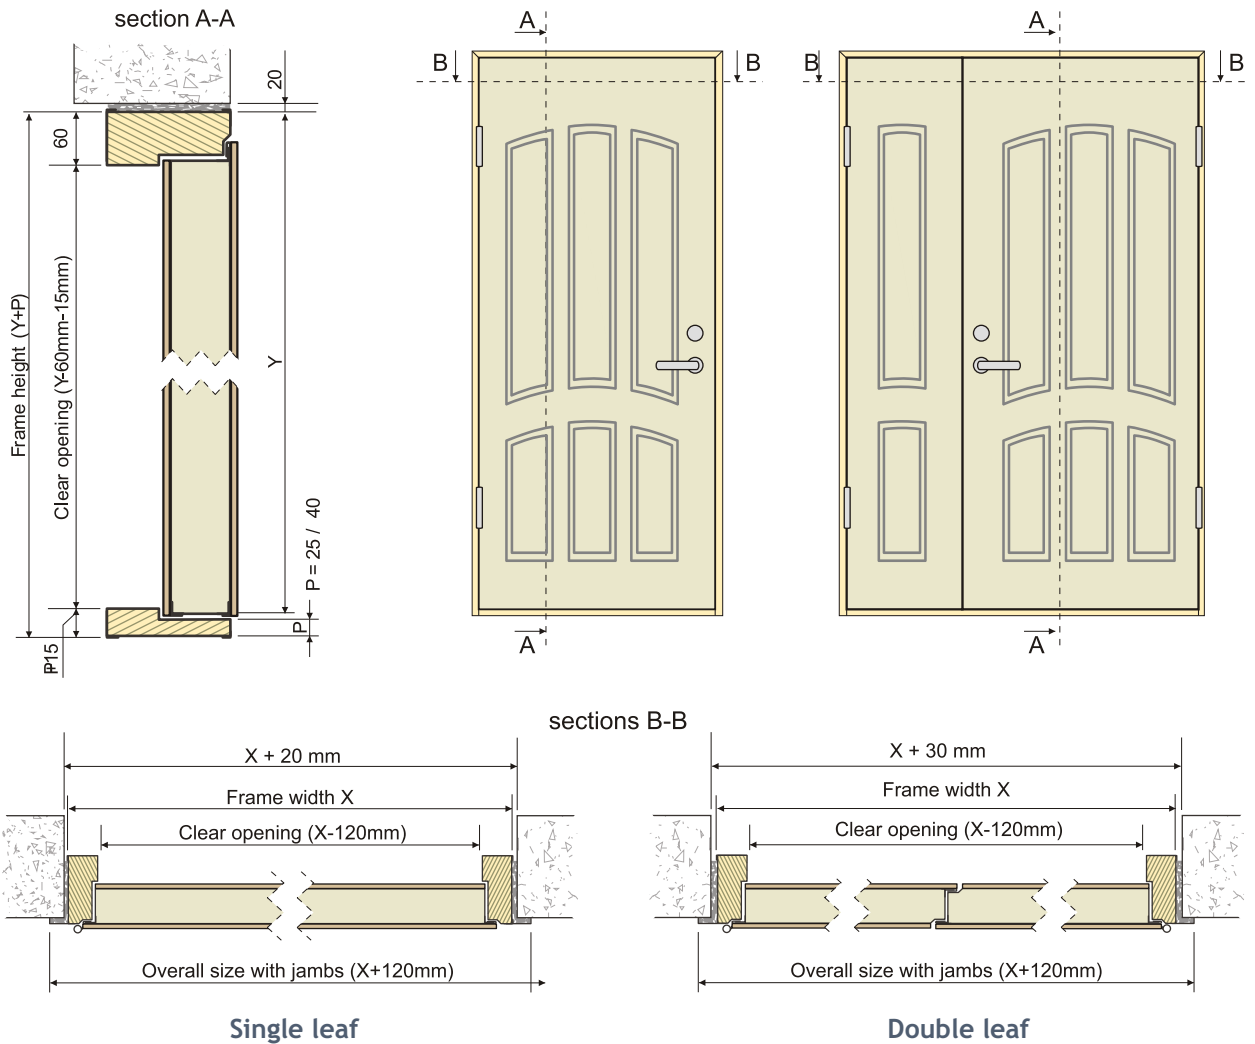 section A-A
A
A
B
B
B
B
20
60
Frame height (Y+P)
Clear opening (Y-60mm-15mm)
Y
P = 25 / 40
P
P15
A
A
sections B-B
X + 20 mm
X + 30 mm
Frame width X
Frame width X
Clear opening (X-120mm)
Clear opening (X-120mm)
Overall size with jambs (X+120mm)
Overall size with jambs (X+120mm)
Single leaf
Double leaf